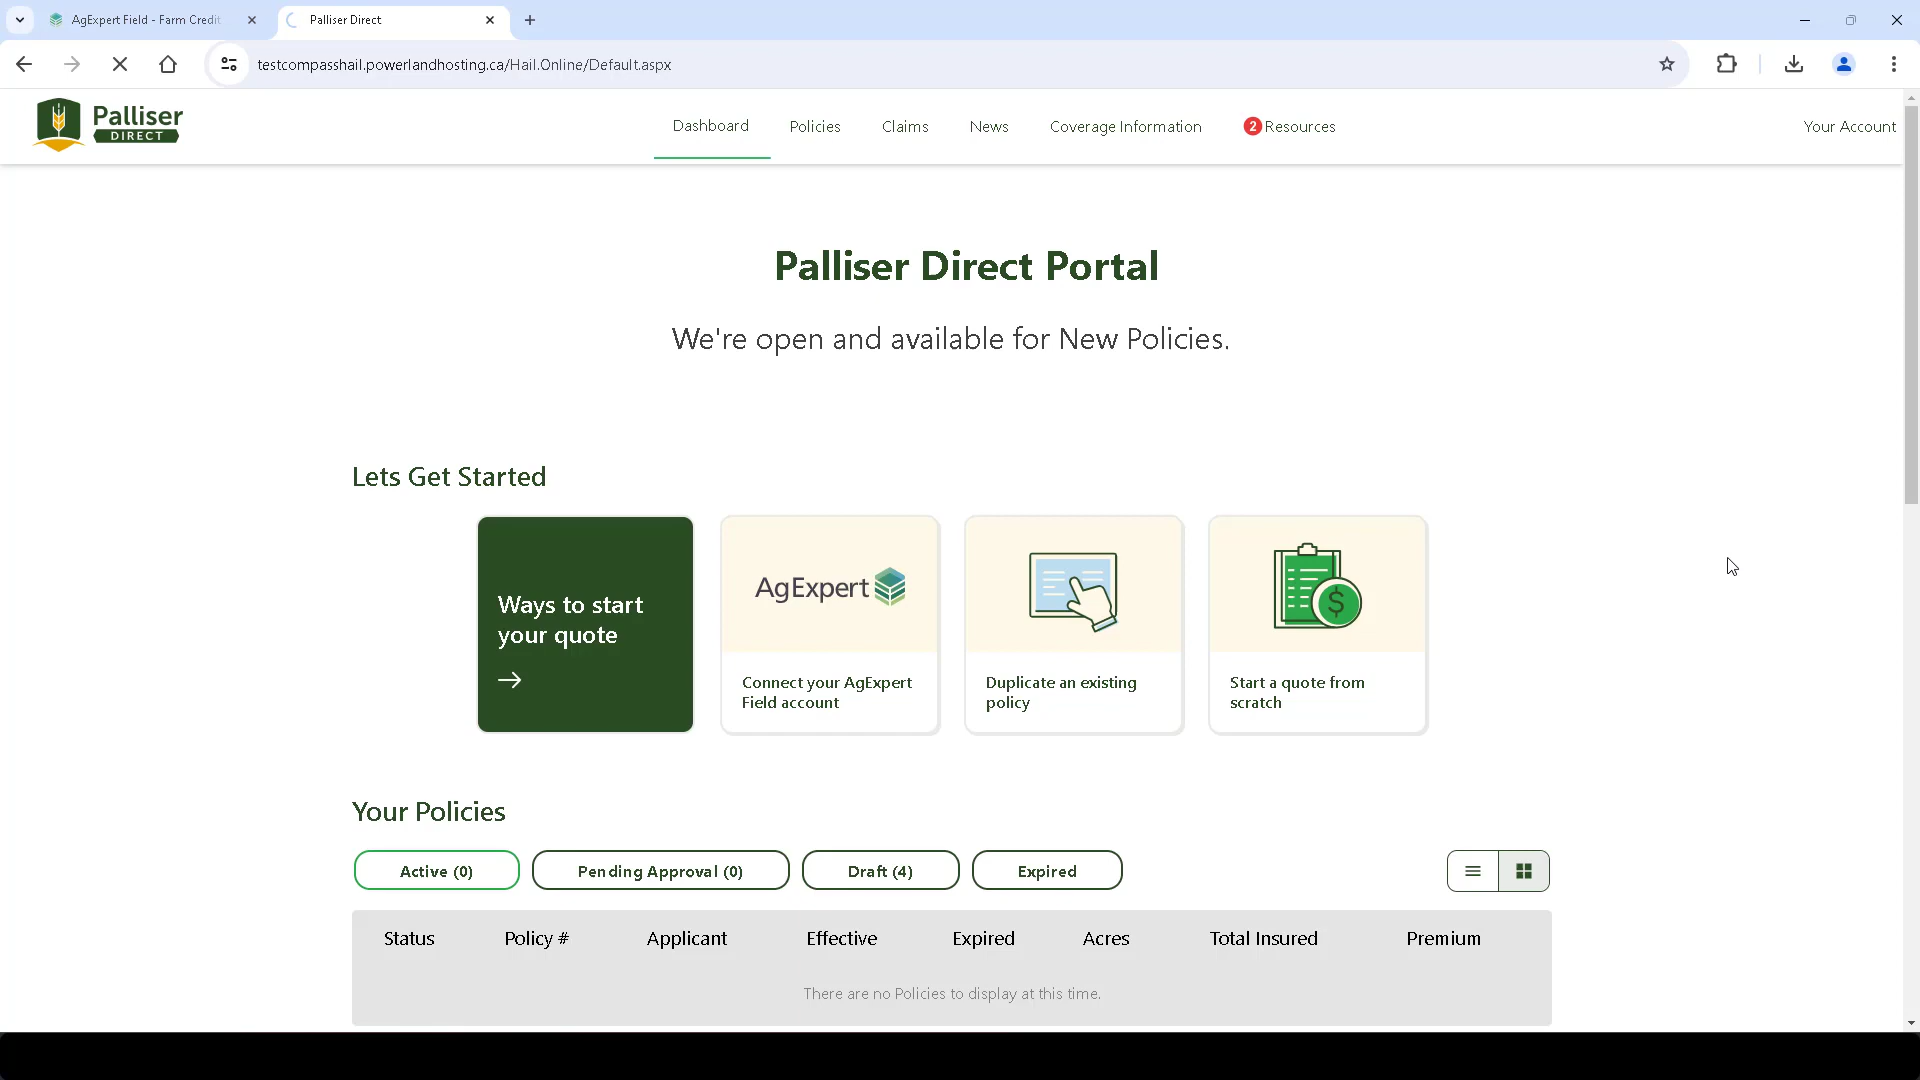 AgExpert Field - Farm Credit
Palliser Direct
testcompasshail.powerlandhosting.ca/Hail.Online/Default.aspx
Palliser
DIRECT
Dashboard
Policies
Claims
News
Coverage Information
2
Resources
Your Account
Palliser Direct Portal
We're open and available for New Policies.
Lets Get Started
Ways to start
your quote
AgExpert
Connect your AgExpert
Field account
Duplicate an existing
policy
$
Start a quote from
scratch
Your Policies
Active (0)
Pending Approval (0)
Draft (4)
Expired
Status
Policy #
Applicant
Effective
Expired
Acres
Total Insured
Premium
There are no Policies to display at this time.